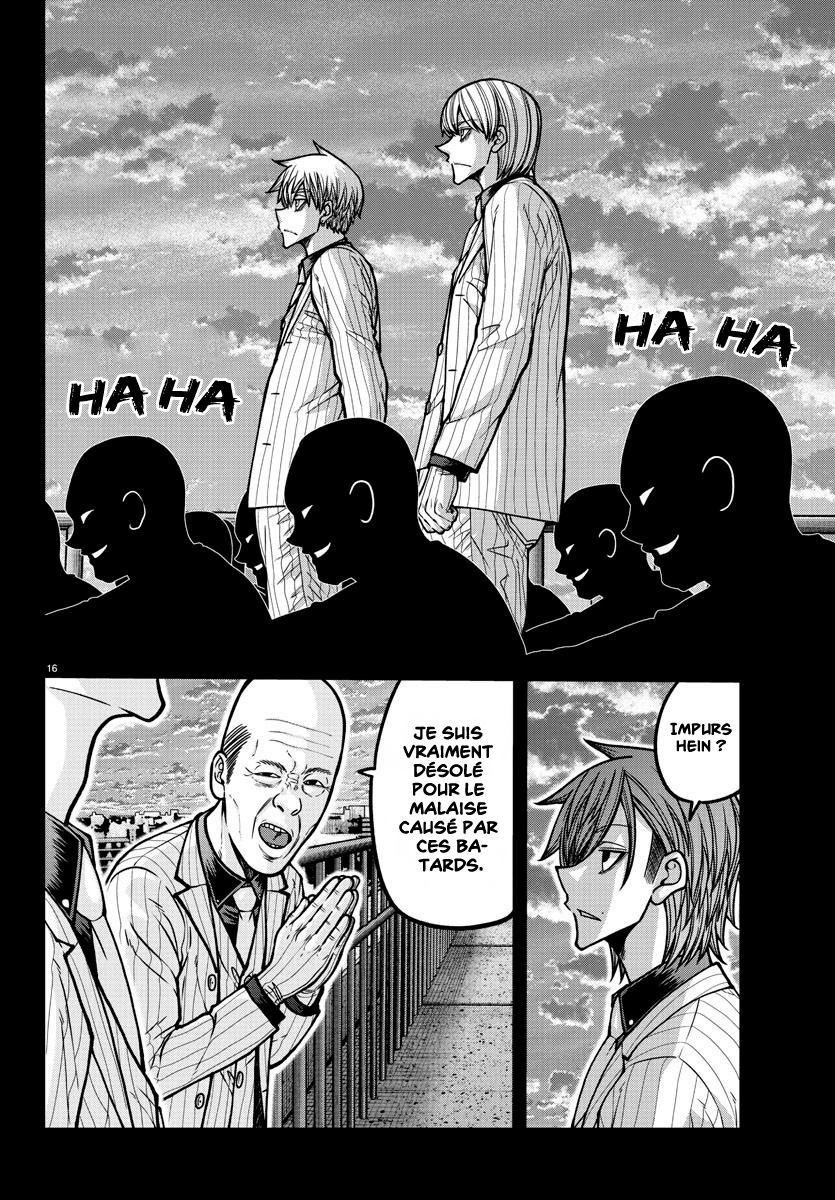 HA HA
HA HA
16
IMPURS
HEIN ?
JE SUIS
VRAIMENT
DÉSOLÉ
POUR LE
MALAISE
CAUSÉ PAR
CES BA-
TARDS.